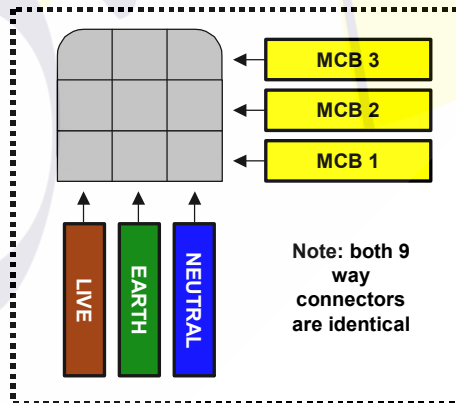 MCB 3
MCB 2
MCB 1
LIVE
EARTH
NEUTRAL
Note: both 9
way
connectors
are identical